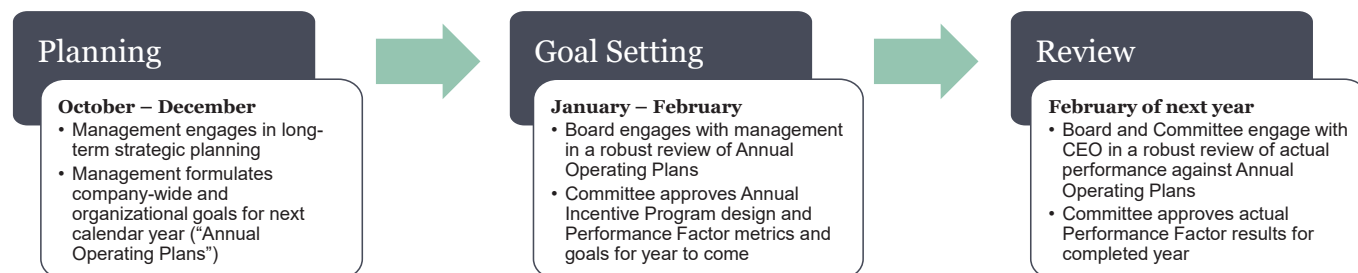 Planning
October – December
• Management engages in long-
term strategic planning
• Management formulates
company-wide and
organizational goals for next
calendar year (“Annual
Operating Plans”)
Goal Setting
January – February
• Board engages with management
in a robust review of Annual
Operating Plans
• Committee approves Annual
Incentive Program design and
Performance Factor metrics and
goals for year to come
Review
February of next year
• Board and Committee engage with
CEO in a robust review of actual
performance against Annual
Operating Plans
• Committee approves actual
Performance Factor results for
completed year